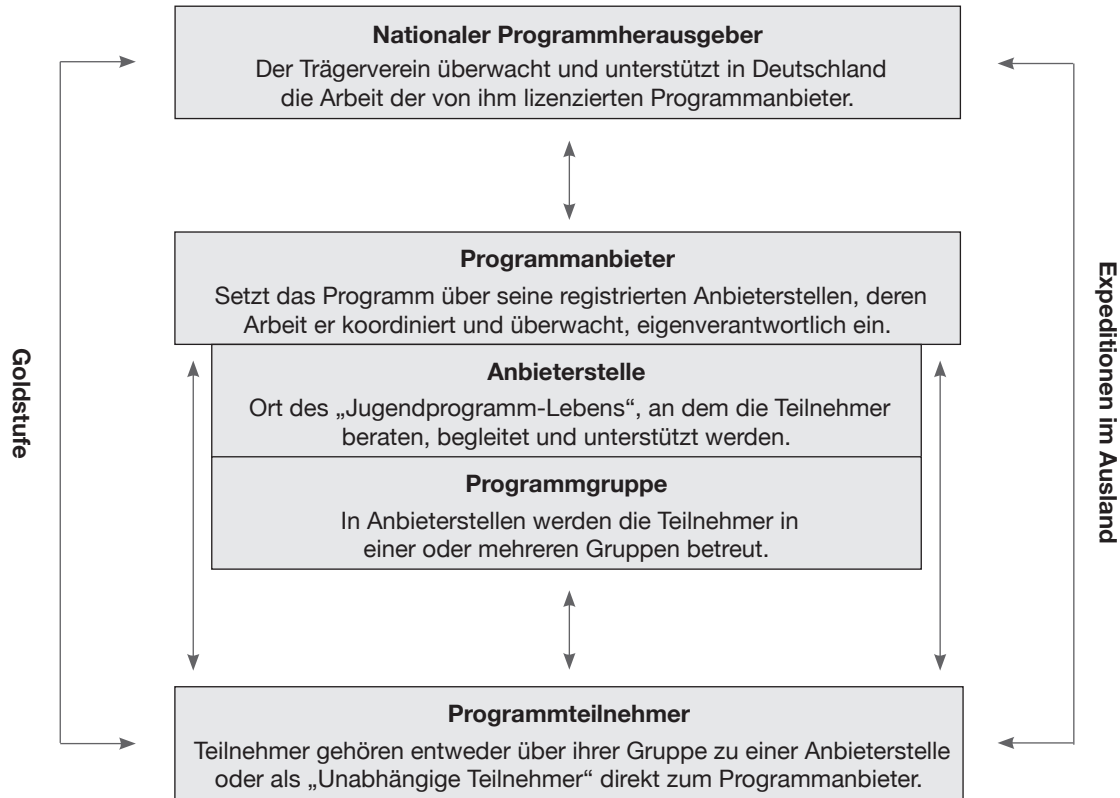 Nationaler Programmherausgeber
Der Trägerverein überwacht und unterstützt in Deutschland
die Arbeit der von ihm lizenzierten Programmanbieter.
Programmanbieter
Setzt das Programm über seine registrierten Anbieterstellen, deren
Arbeit er koordiniert und überwacht, eigenverantwortlich ein.
Goldstufe
Expeditionen im Ausland
Anbieterstelle
Ort des „Jugendprogramm-Lebens“, an dem die Teilnehmer
beraten, begleitet und unterstützt werden.
Programmgruppe
In Anbieterstellen werden die Teilnehmer in
einer oder mehreren Gruppen betreut.
Programmteilnehmer
Teilnehmer gehören entweder über ihrer Gruppe zu einer Anbieterstelle
oder als „Unabhängige Teilnehmer“ direkt zum Programmanbieter.